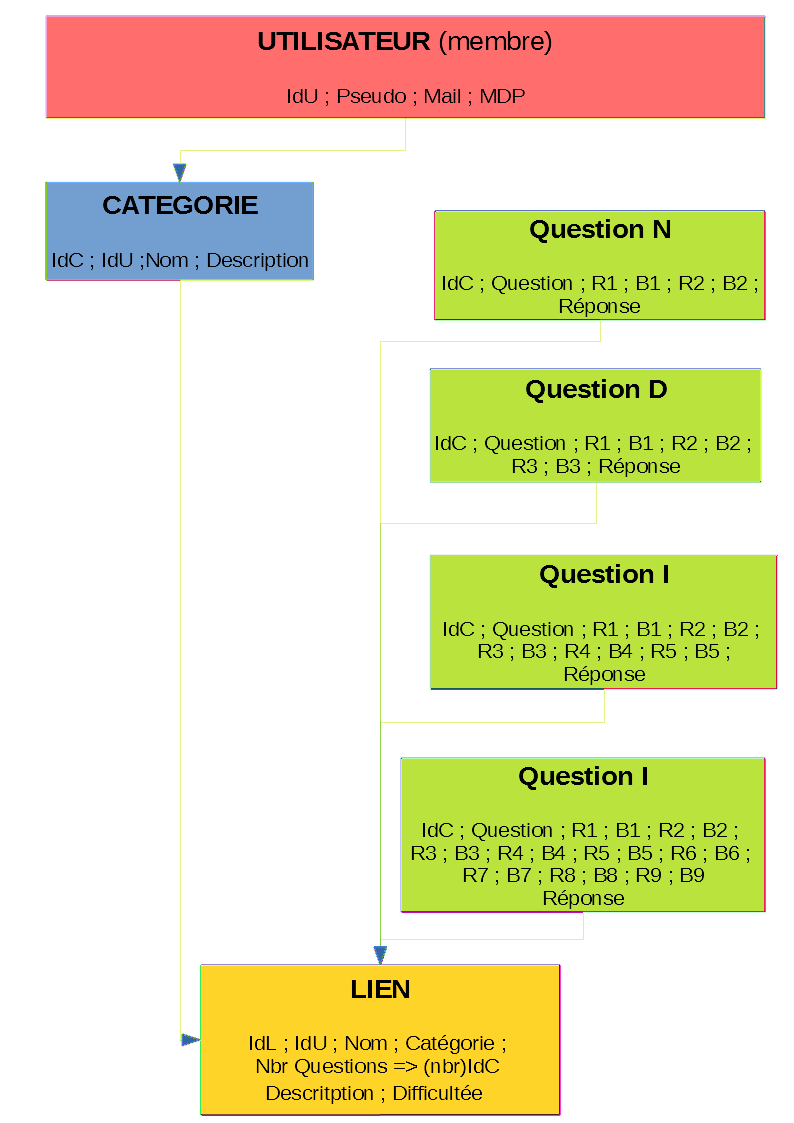 UTILISATEUR (membre)
IdU ; Pseudo ; Mail ; MDP
CATEGORIE
IdC ; IdU ;Nom ; Description
Question N
IdC ; Question ; R1 ; B1 ; R2 ; B2 ;
Réponse
Question D
IdC ; Question ; R1 ; B1 ; R2 ; B2 ;
R3 ; B3 ; Réponse
Question I
IdC ; Question ; R1 ; B1 ; R2 ; B2 ;
R3 ; B3 ; R4 ; B4 ; R5 ; B5 ;
Réponse
Question I
IdC ; Question ; R1 ; B1 ; R2 ; B2 ;
R3 ; B3 ; R4 ; B4 ; R5 ; B5 ; R6 ; B6 ;
R7 ; B7 ; R8 ; B8 ; R9 ; B9
Réponse
LIEN
IdL ; IdU ; Nom ; Catégorie ;
Nbr Questions => (nbr)IdC
Descritption ; Difficultée